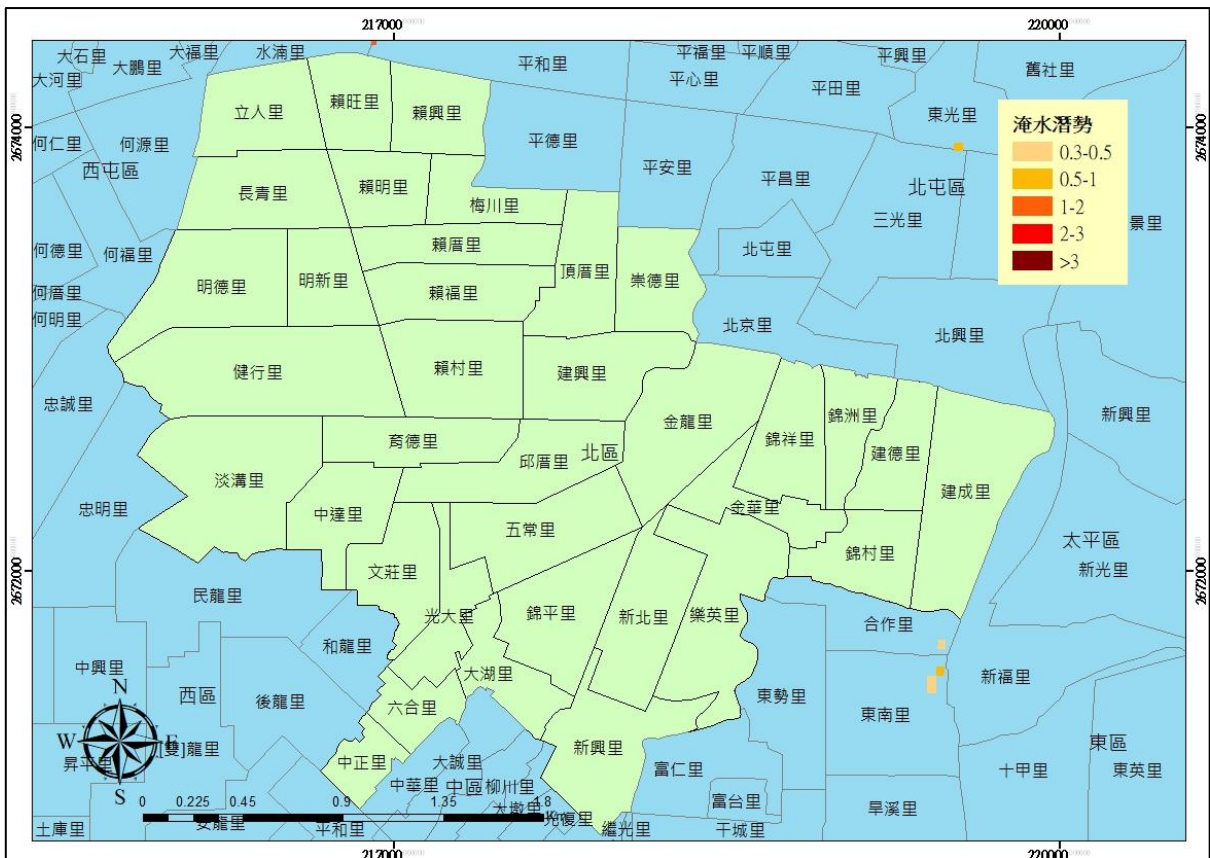 217000
220000
大石里
大福里
水湳里
平和里
平福里
平順里
平興里
舊社里
大河里
大鵬里
平心里
平田里
東光里
立人里
賴旺里
賴興里
2674000
2674000
淹水潛勢
0.3-0.5
0.5-1
1-2
2-3
>3
何仁里
何源里
西屯區
平德里
平安里
平昌里
北屯區
長青里
賴明里
梅川里
三光里
景里
何德里
何福里
賴厝里
北屯里
明德里
明新里
賴福里
頂厝里
崇德里
何厝里
何明里
北京里
北興里
健行里
賴村里
建興里
忠誠里
金龍里
錦祥里
錦洲里
新興里
育德里
邱厝里
北區
建德里
淡溝里
建成里
忠明里
中達里
金華里
五常里
錦村里
太平區
2672000
2672000
文莊里
新光里
民龍里
光大里
錦平里
新北里
樂英里
合作里
和龍里
中興里
大湖里
新福里
N
西區
後龍里
六合里
東勢里
東南里
W
E
[雙]龍里
昇平里
中正里
新興里
東區
S
大誠里
富仁里
十甲里
東英里
中華里
中區
柳川里
0
0.225
0.45
0.9
1.35
1.8
大墩里
富台里
旱溪里
土庫里
安龍里
平和里
光復里
繼光里
干城里
217000
220000